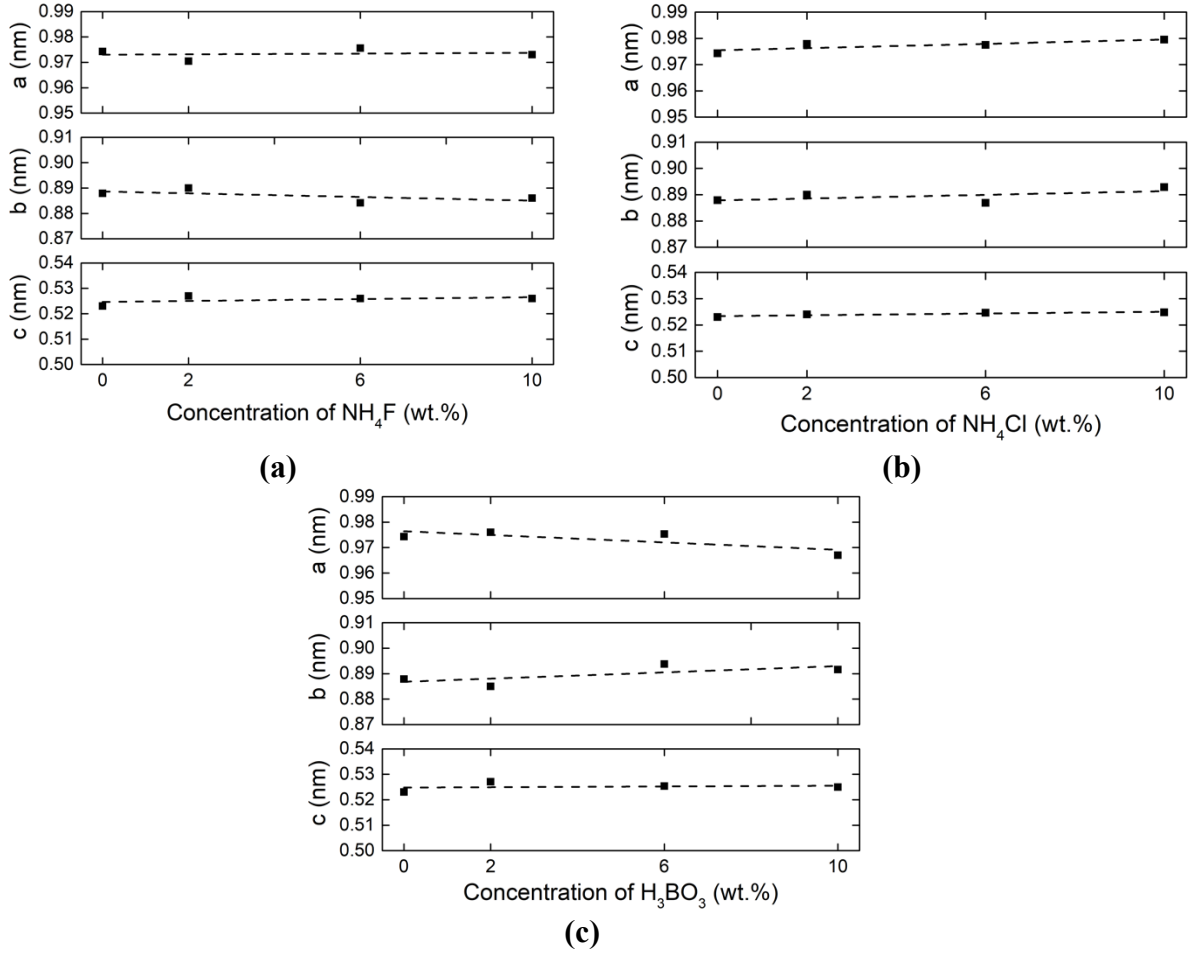 0.99
0.98
0.97
0.96
0.95
a (nm)
0.91
0.90
0.89
0.88
0.87
b (nm)
0.54
0.53
0.52
0.51
0.50
c (nm)
0 2 6 10
Concentration of NH₄F (wt.%)
(a)
0.99
0.98
0.97
0.96
0.95
a (nm)
0.91
0.90
0.89
0.88
0.87
b (nm)
0.54
0.53
0.52
0.51
0.50
c (nm)
0 2 6 10
Concentration of NH₄Cl (wt.%)
(b)
0.99
0.98
0.97
0.96
0.95
a (nm)
0.91
0.90
0.89
0.88
0.87
b (nm)
0.54
0.53
0.52
0.51
0.50
c (nm)
0 2 6 10
Concentration of H₃BO₃ (wt.%)
(c)